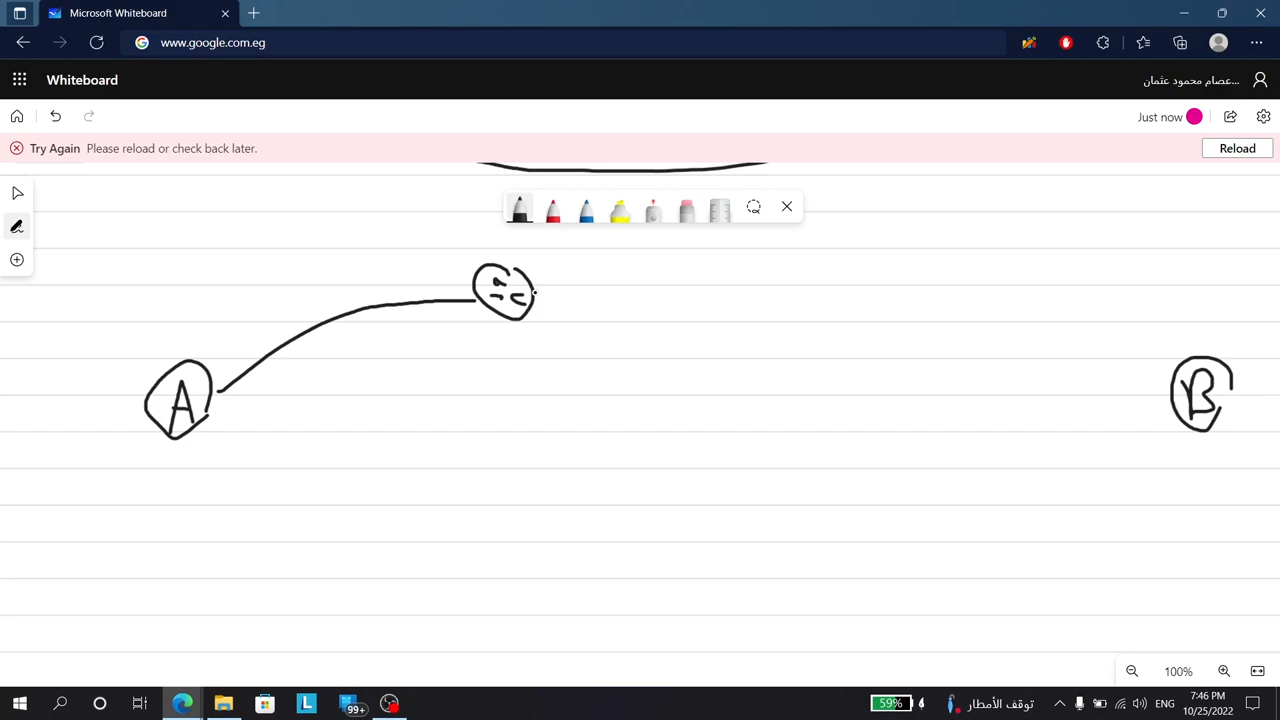 Microsoft Whiteboard
www.google.com.eg
Whiteboard
عصام محمود عثمان...
Just now
Try Again Please reload or check back later.
Reload
A
B
100%
99+
59%
توقف الأمطار
ENG
7:46 PM
10/25/2022